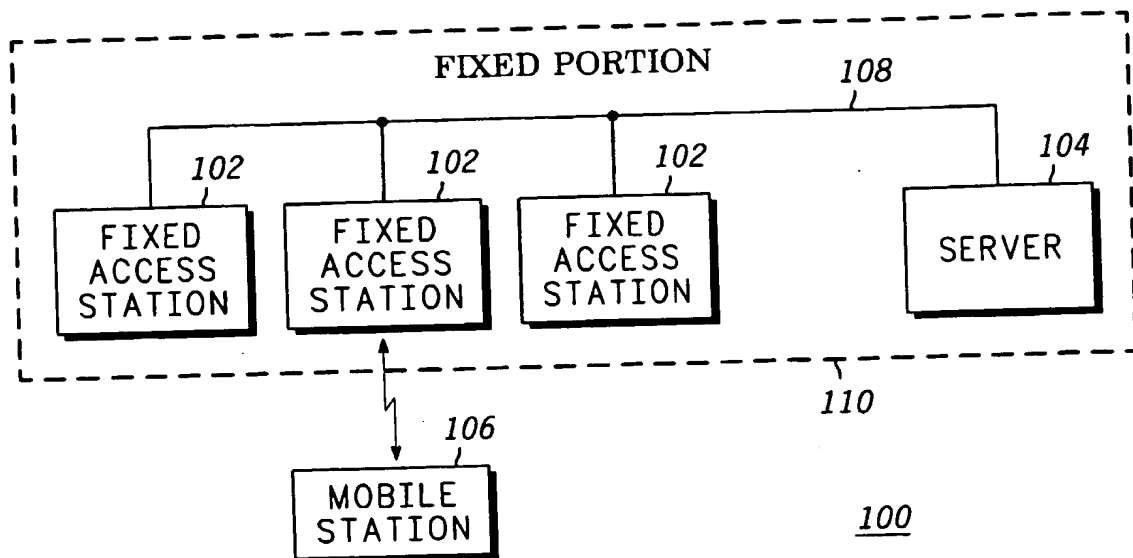 FIXED PORTION
108
102
102
102
104
FIXED
ACCESS
STATION
FIXED
ACCESS
STATION
FIXED
ACCESS
STATION
SERVER
110
106
MOBILE
STATION
100